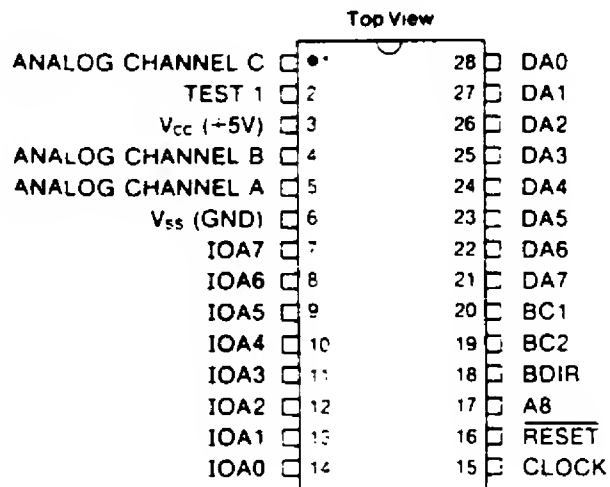 Top View
ANALOG CHANNEL C 1 28 DA0
TEST 1 2 27 DA1
Vcc (+5V) 3 26 DA2
ANALOG CHANNEL B 4 25 DA3
ANALOG CHANNEL A 5 24 DA4
Vss (GND) 6 23 DA5
IOA7 7 22 DA6
IOA6 8 21 DA7
IOA5 9 20 BC1
IOA4 10 19 BC2
IOA3 11 18 BDIR
IOA2 12 17 A8
IOA1 13 16 RESET
IOA0 14 15 CLOCK